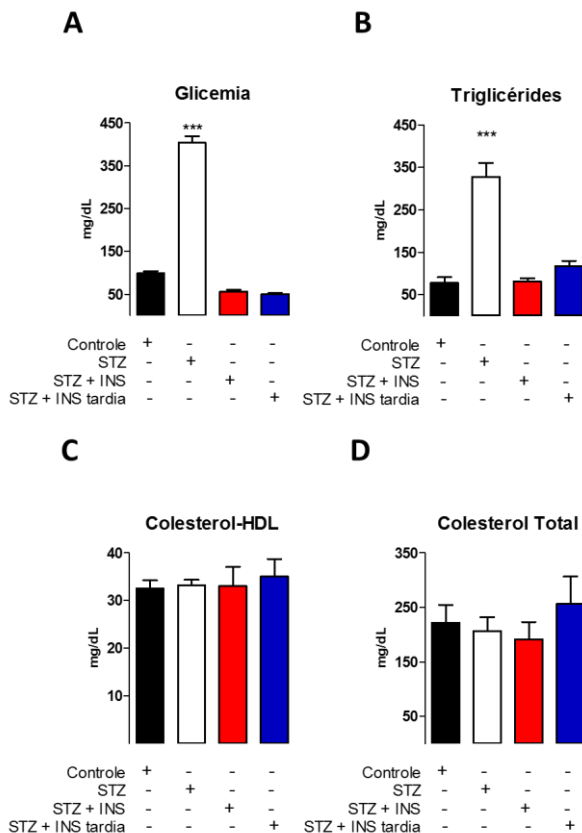 A
B
Glicemia
Triglicérides
450
350
250
150
50
mg/dL
***
450
350
250
150
50
mg/dL
***
Controle + - - -
STZ - + - -
STZ + INS - - + -
STZ + INS tardia - - - +
Controle + - - -
STZ - + - -
STZ + INS - - + -
STZ + INS tardia - - - +
C
D
Colesterol-HDL
Colesterol Total
40
30
20
10
mg/dL
350
250
150
50
mg/dL
Controle + - - -
STZ - + - -
STZ + INS - - + -
STZ + INS tardia - - - +
Controle + - - -
STZ - + - -
STZ + INS - - + -
STZ + INS tardia - - - +